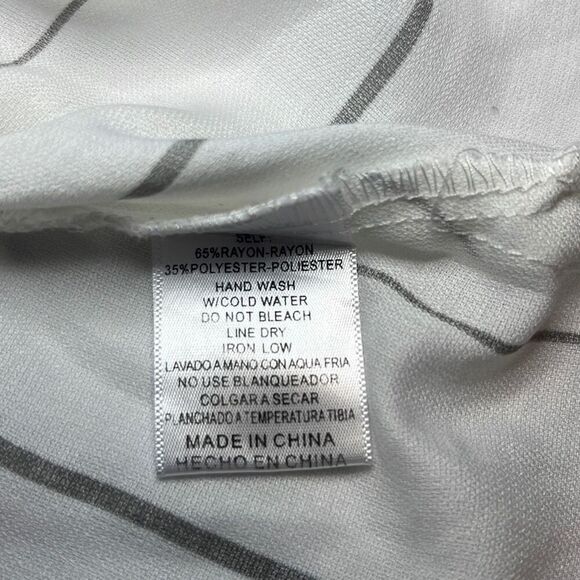 SELF:
65%RAYON-RAYON
35%POLYESTER-POLIESTER
HAND WASH
W/COLD WATER
DO NOT BLEACH
LINE DRY
IRON LOW
LAVADO A MANO CON AQUA FRIA
NO USE BLANQUEADOR
COLGAR A SECAR
PLANCHADO A TEMPERATURA TIBIA
MADE IN CHINA
HECHO EN CHINA